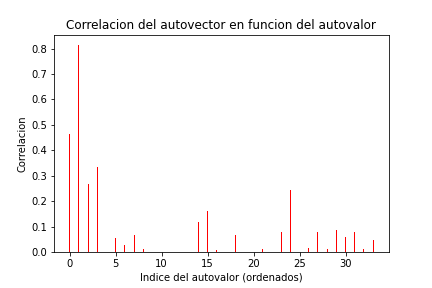 Correlacion del autovector en funcion del autovalor
0.8
0.7
0.6
0.5
0.4
0.3
0.2
0.1
0.0
Correlacion
0 5 10 15 20 25 30
Indice del autovalor (ordenados)